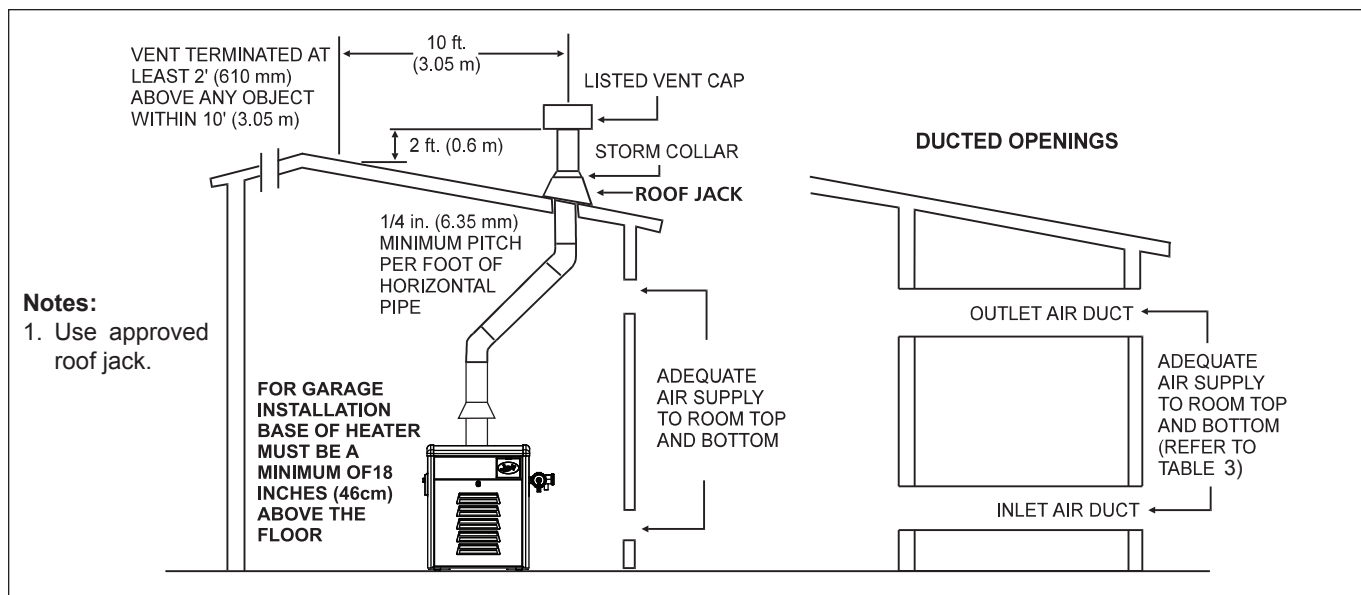 VENT TERMINATED AT
LEAST 2' (610 mm)
ABOVE ANY OBJECT
WITHIN 10' (3.05 m)
10 ft.
(3.05 m)
LISTED VENT CAP
2 ft. (0.6 m)
STORM COLLAR
ROOF JACK
DUCTED OPENINGS
1/4 in. (6.35 mm)
MINIMUM PITCH
PER FOOT OF
HORIZONTAL
PIPE
Notes:
1. Use approved
roof jack.
FOR GARAGE
INSTALLATION
BASE OF HEATER
MUST BE A
MINIMUM OF18
INCHES (46cm)
ABOVE THE
FLOOR
ADEQUATE
AIR SUPPLY
TO ROOM TOP
AND BOTTOM
OUTLET AIR DUCT
ADEQUATE
AIR SUPPLY
TO ROOM TOP
AND BOTTOM
(REFER TO
TABLE 3)
INLET AIR DUCT